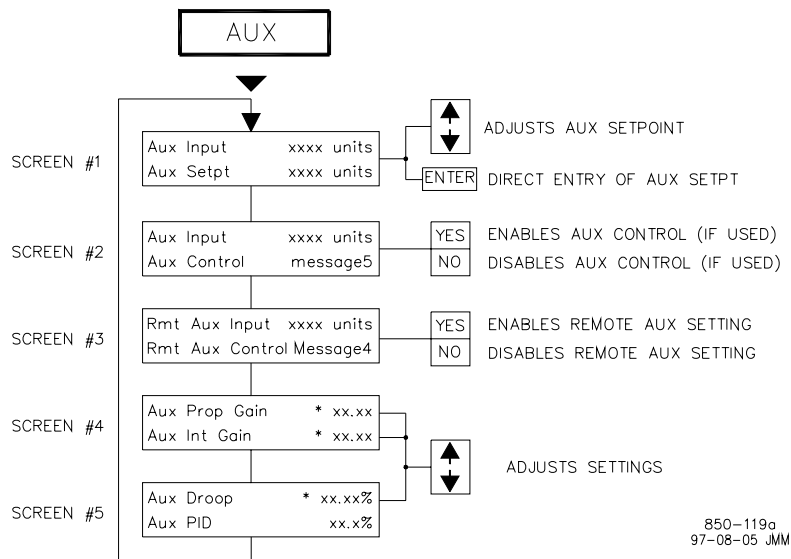 AUX
SCREEN #1
Aux Input xxxx units
Aux Setpt xxxx units
ADJUSTS AUX SETPOINT
ENTER DIRECT ENTRY OF AUX SETPT
SCREEN #2
Aux Input xxxx units
Aux Control message5
YES ENABLES AUX CONTROL (IF USED)
NO DISABLES AUX CONTROL (IF USED)
SCREEN #3
Rmt Aux Input xxxx units
Rmt Aux Control Message4
YES ENABLES REMOTE AUX SETTING
NO DISABLES REMOTE AUX SETTING
SCREEN #4
Aux Prop Gain * xx.xx
Aux Int Gain * xx.xx
ADJUSTS SETTINGS
SCREEN #5
Aux Droop * xx.xx%
Aux PID xx.x%
850-119a
97-08-05 JMM